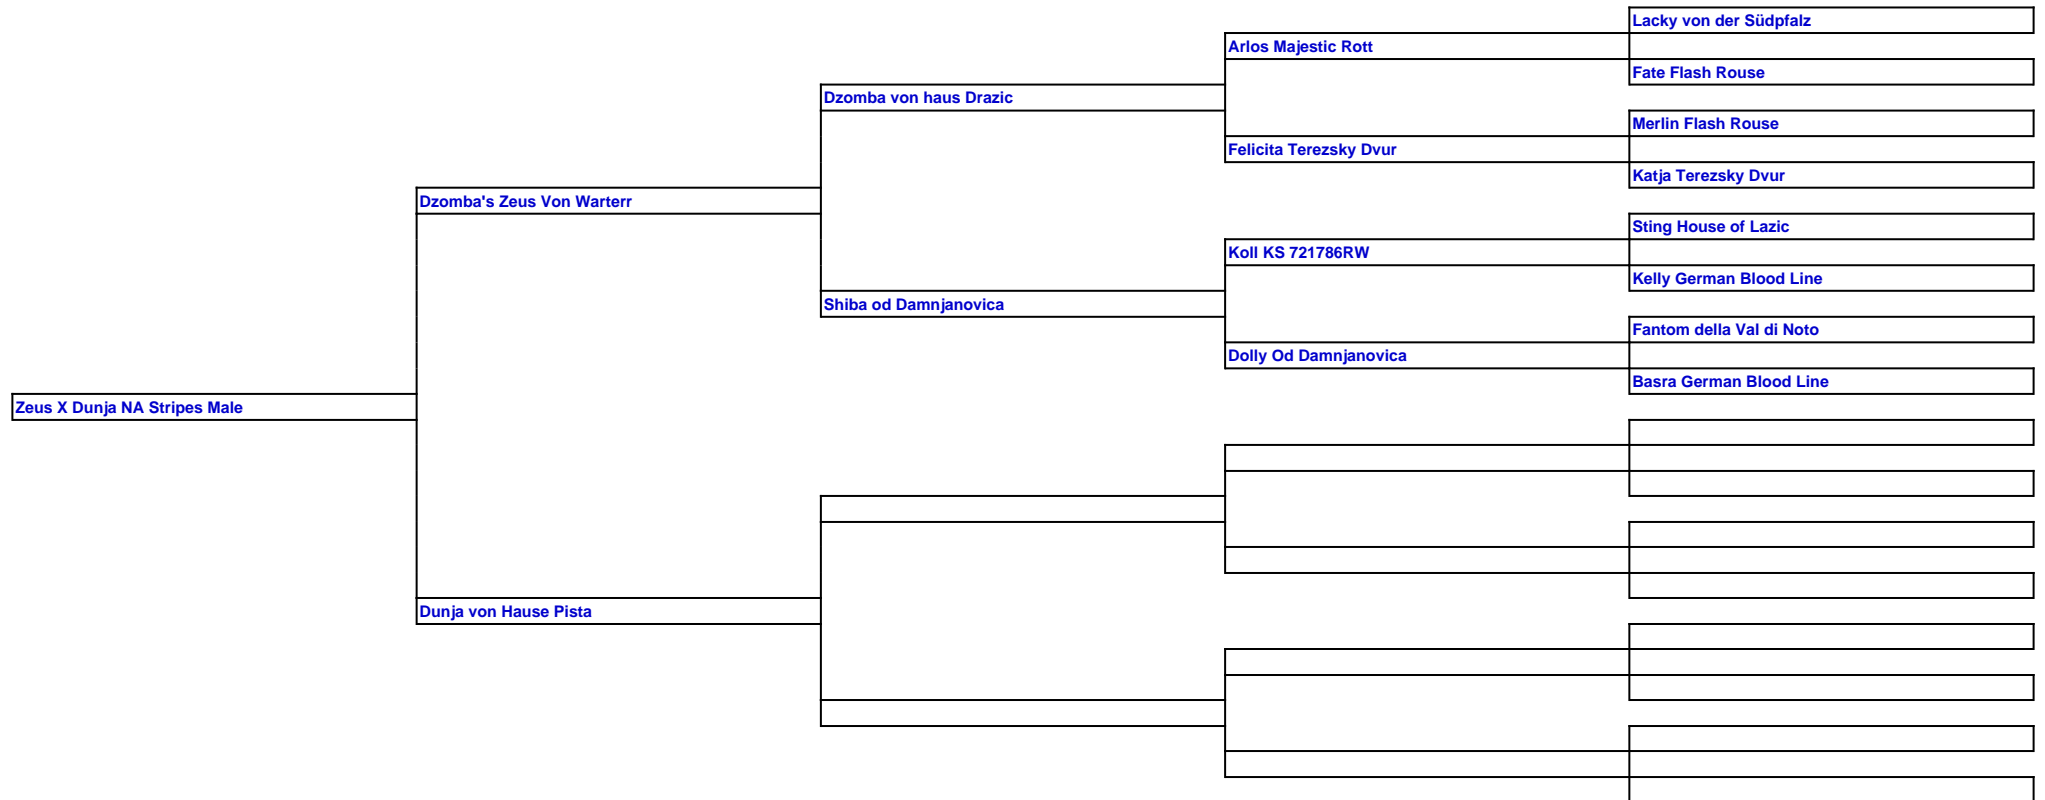 Lacky von der Südpfalz
Arlos Majestic Rott
Fate Flash Rouse
Dzomba von haus Drazic
Merlin Flash Rouse
Felicita Terezsky Dvur
Katja Terezsky Dvur
Dzomba's Zeus Von Warterr
Sting House of Lazic
Koll KS 721786RW
Kelly German Blood Line
Shiba od Damnjanovica
Fantom della Val di Noto
Dolly Od Damnjanovica
Basra German Blood Line
Zeus X Dunja NA Stripes Male
Dunja von Hause Pista